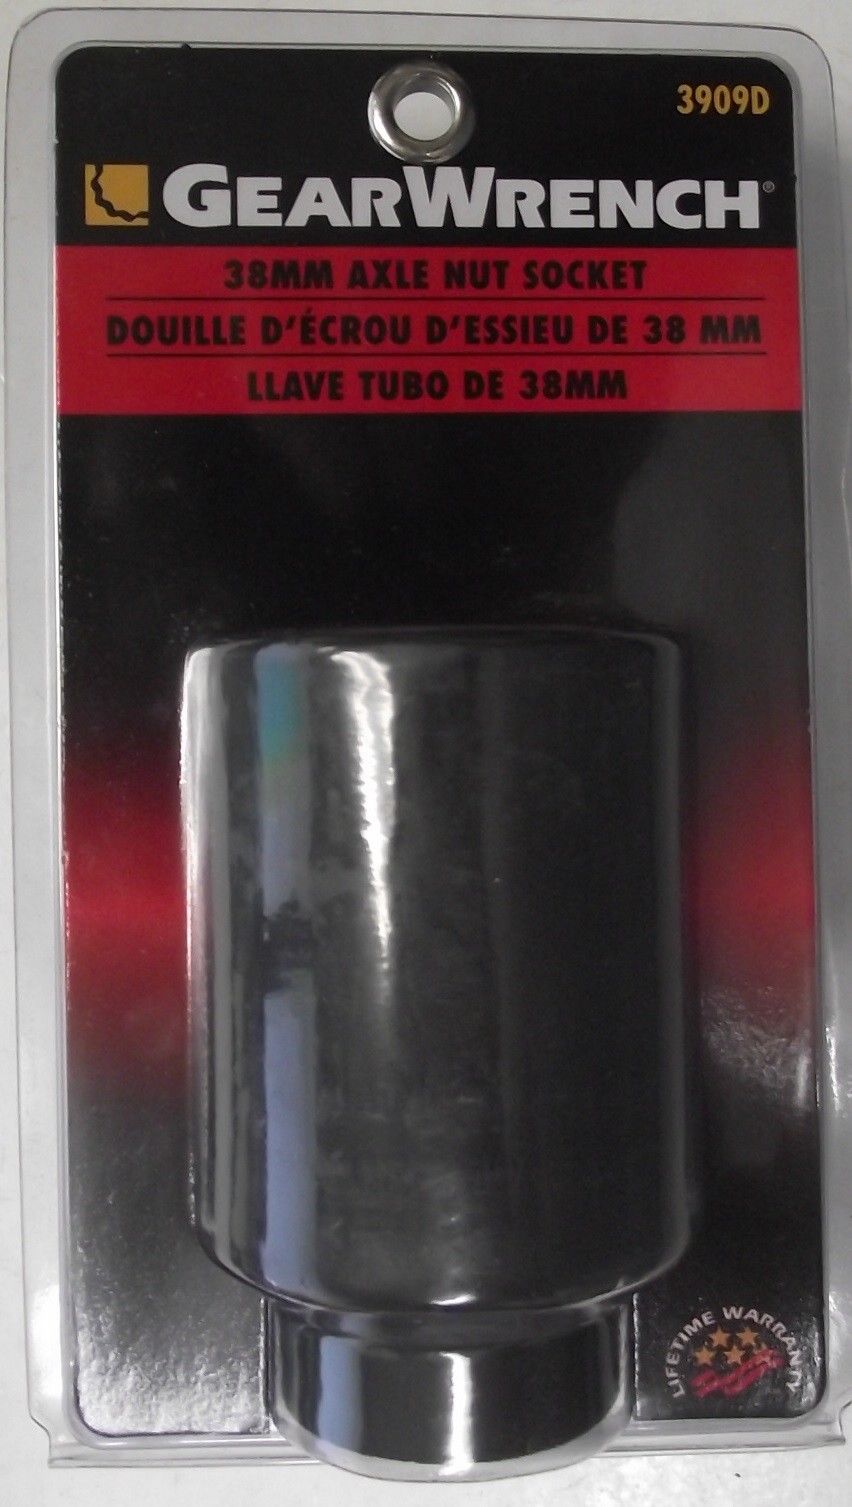 3909D
GEARWRENCH®
38MM AXLE NUT SOCKET
DOUILLE D'ÉCROU D'ESSIEU DE 38 MM
LLAVE TUBO DE 38MM
LIFETIME WARRANTY